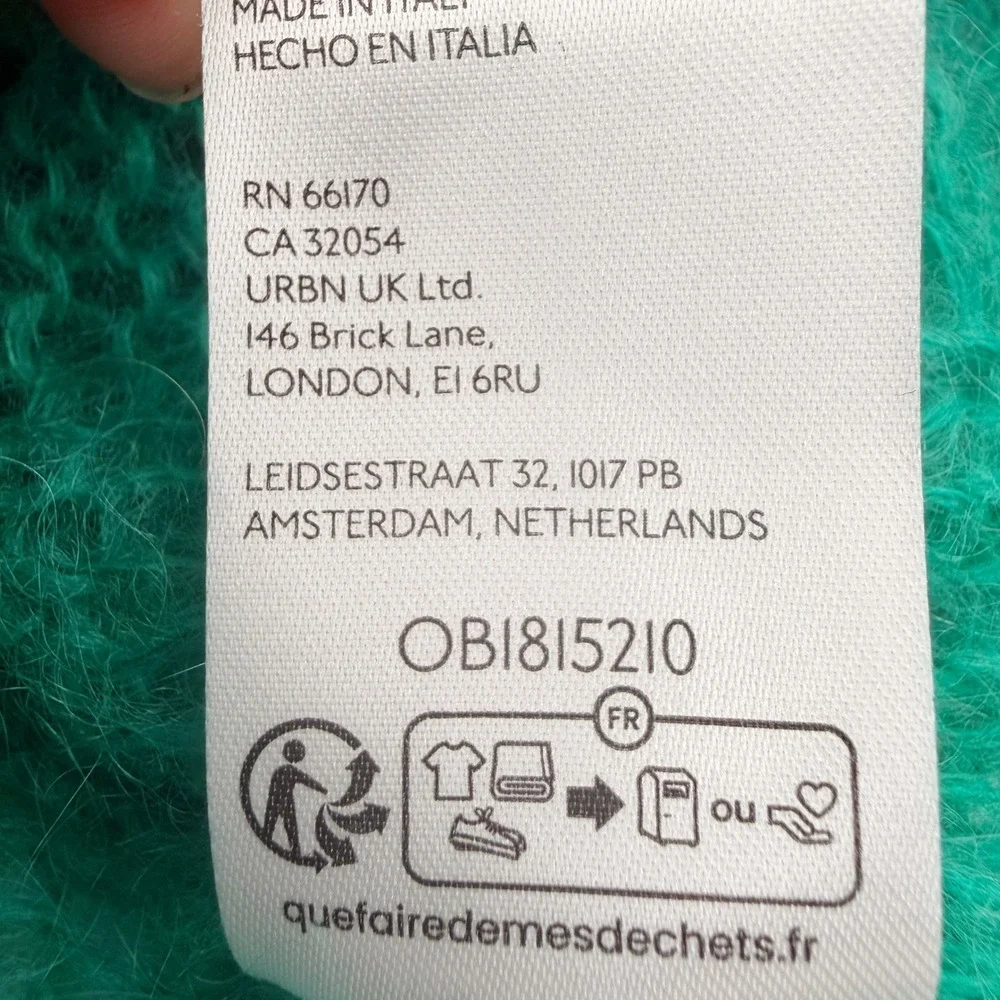 MADE IN ITALY
HECHO EN ITALIA
RN 66170
CA 32054
URBN UK Ltd.
146 Brick Lane,
LONDON, E1 6RU
LEIDSESTRAAT 32, 1017 PB
AMSTERDAM, NETHERLANDS
OB1815210
FR
ou
quefairedemesdechets.fr